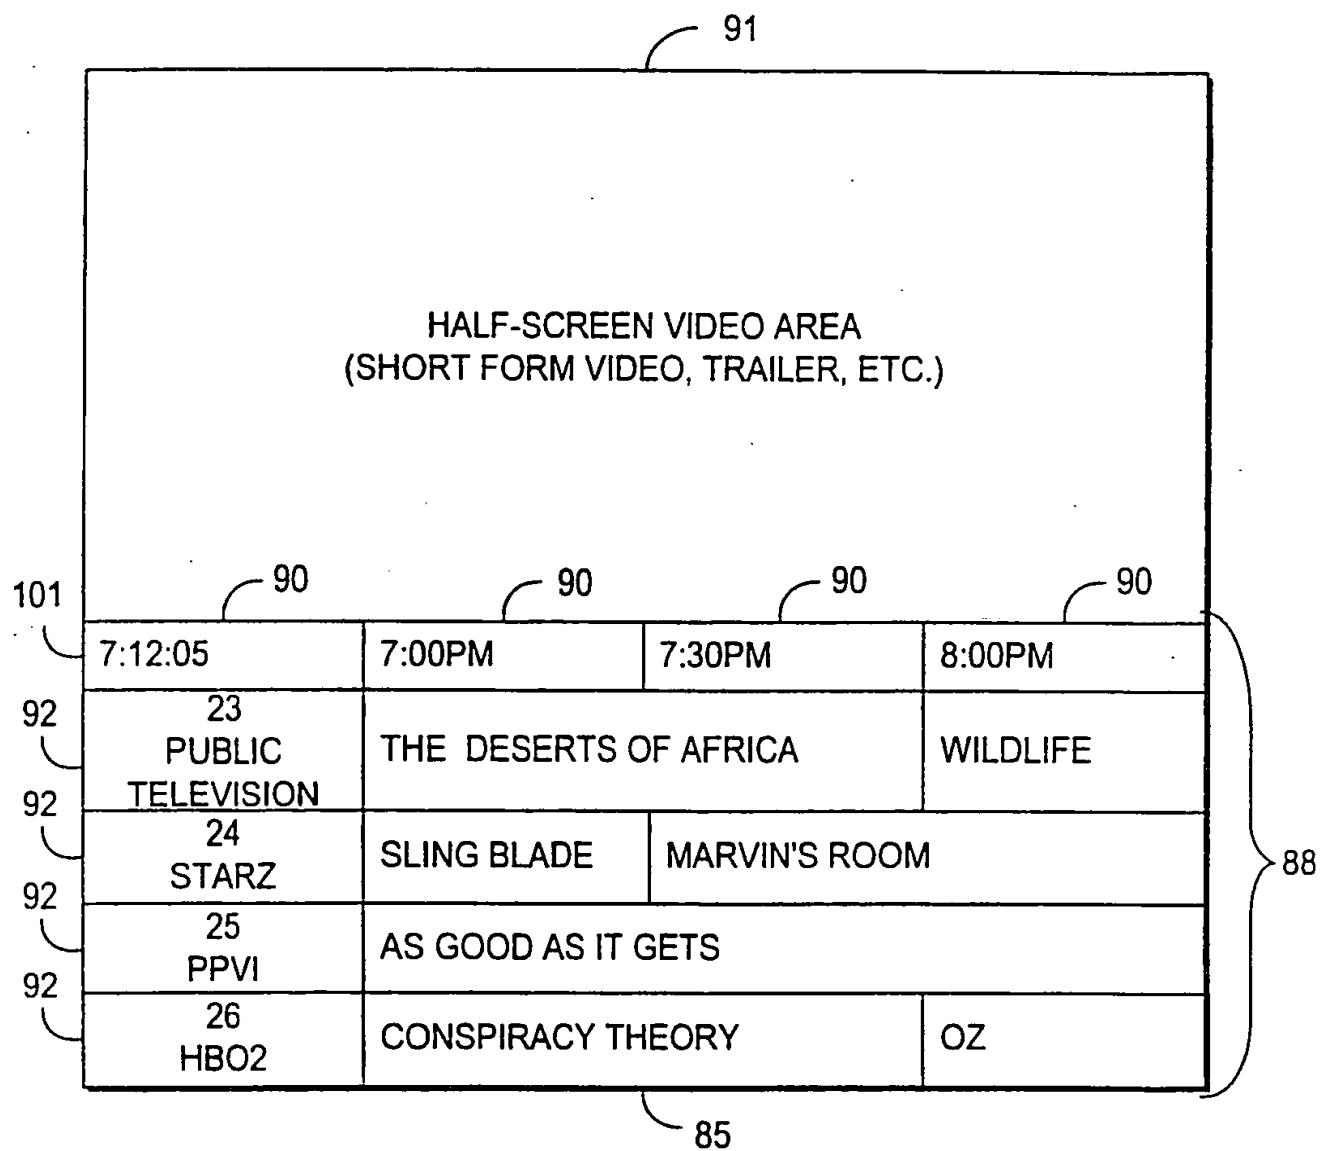 91
HALF-SCREEN VIDEO AREA
(SHORT FORM VIDEO, TRAILER, ETC.)
90 90 90 90
101
7:12:05 7:00PM 7:30PM 8:00PM
92
23
PUBLIC
TELEVISION
THE DESERTS OF AFRICA
WILDLIFE
92
24
STARZ
SLING BLADE
MARVIN'S ROOM
88
92
25
PPVI
AS GOOD AS IT GETS
92
26
HBO2
CONSPIRACY THEORY
OZ
85